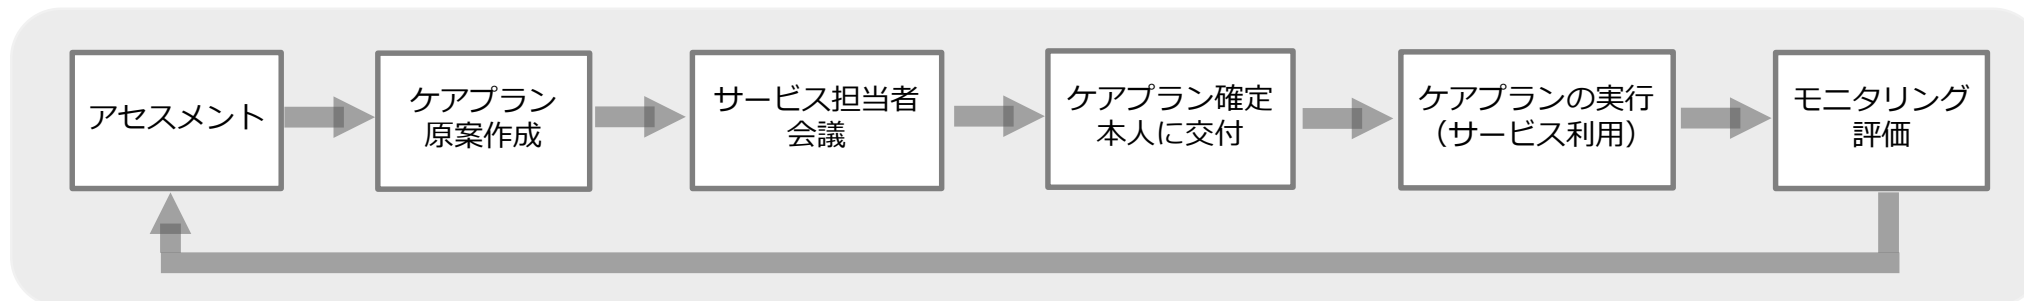 アセスメント
ケアプラン
原案作成
サービス担当者
会議
ケアプラン確定
本人に交付
ケアプランの実行
（サービス利用）
モニタリング
評価